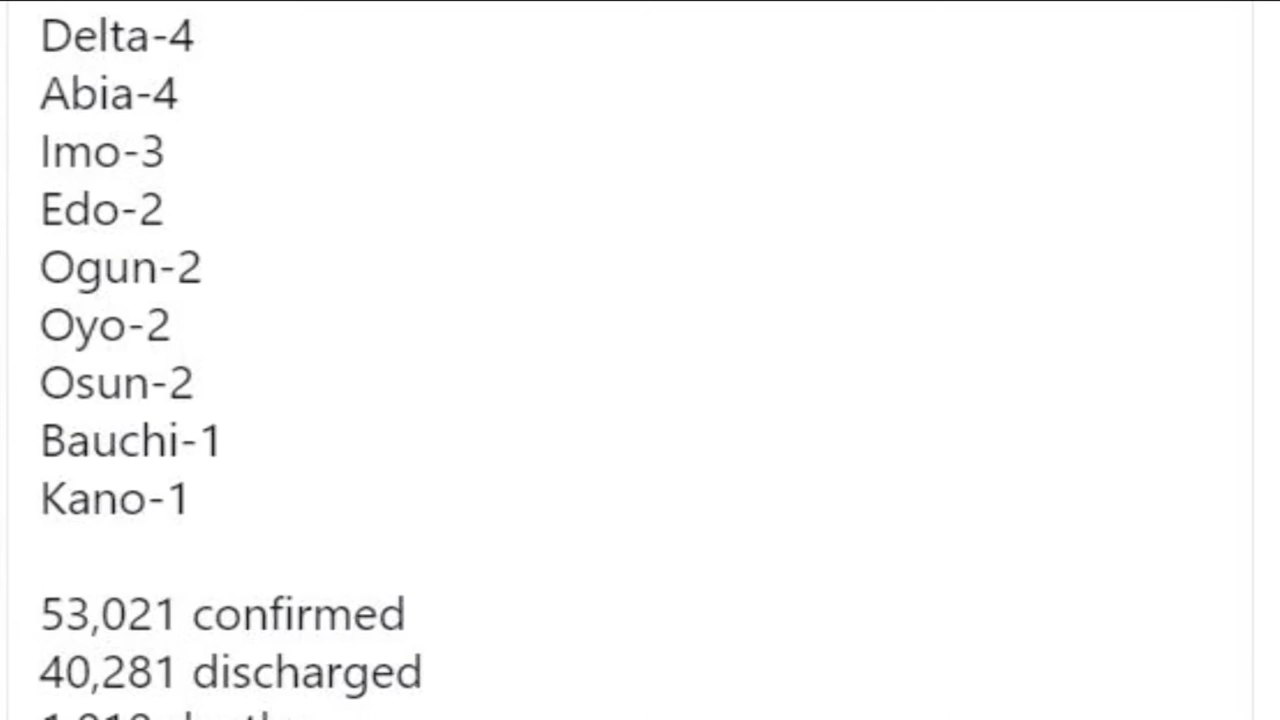 Delta-4
Abia-4
Imo-3
Edo-2
Ogun-2
Oyo-2
Osun-2
Bauchi-1
Kano-1
53,021 confirmed
40,281 discharged